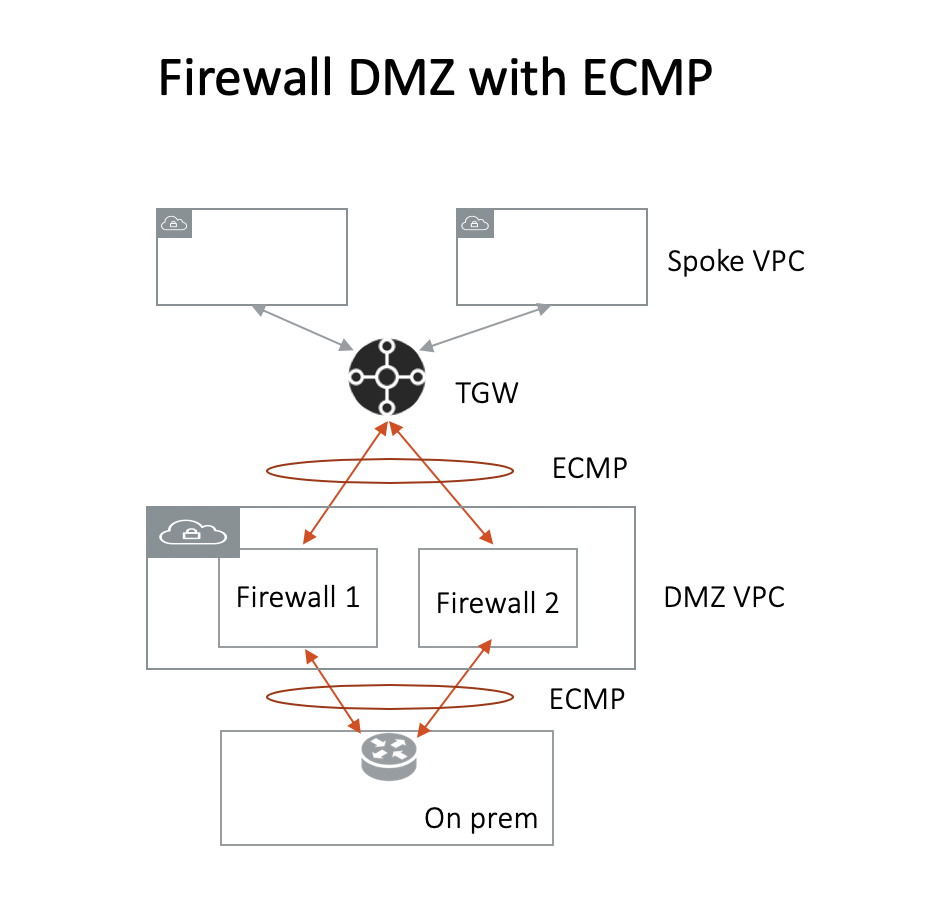 Firewall DMZ with ECMP
Spoke VPC
TGW
ECMP
Firewall 1
Firewall 2
DMZ VPC
ECMP
On prem